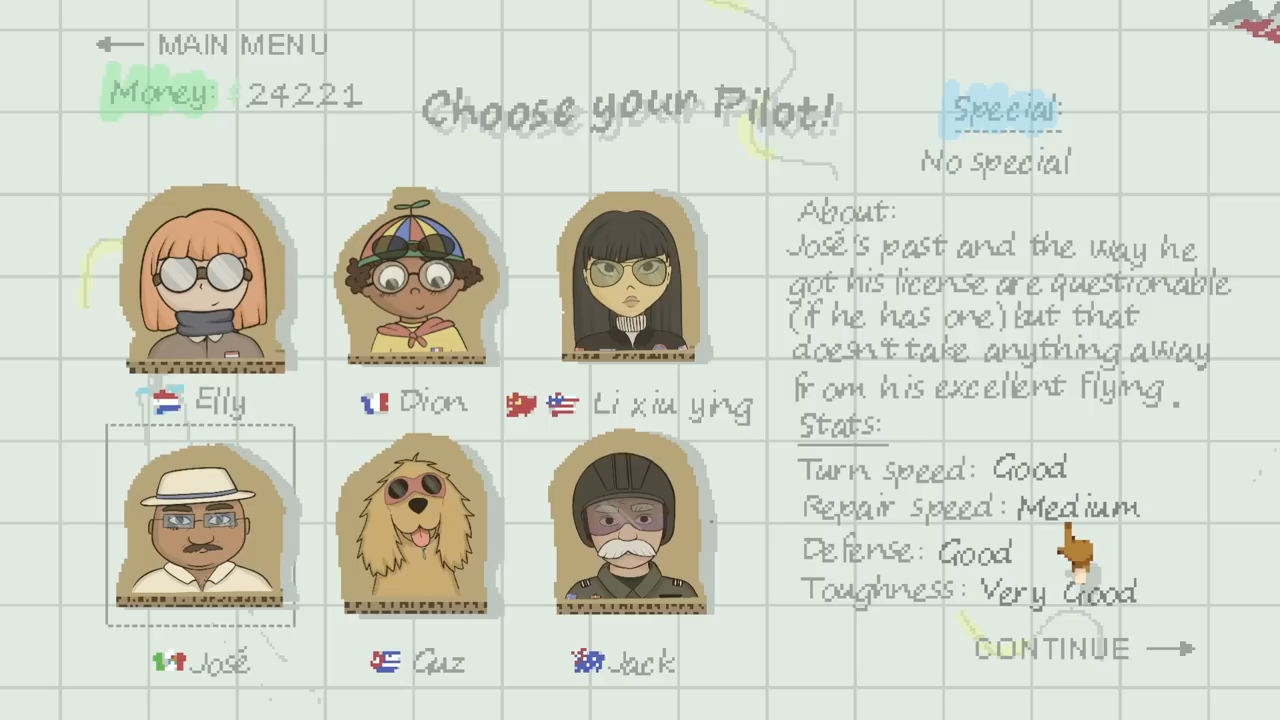 MAIN MENU
Money: 24221
Choose your Pilot!
Special:
No special
Elly
Dion
Li xiu ying
José
Guz
Jack
About:
José's past and the way he
got his license are questionable
(if he has one) but that
doesn't take anything away
from his excellent flying.
Stats:
Turn speed: Good
Repair speed: Medium
Defense: Good
Toughness: Very Good
CONTINUE